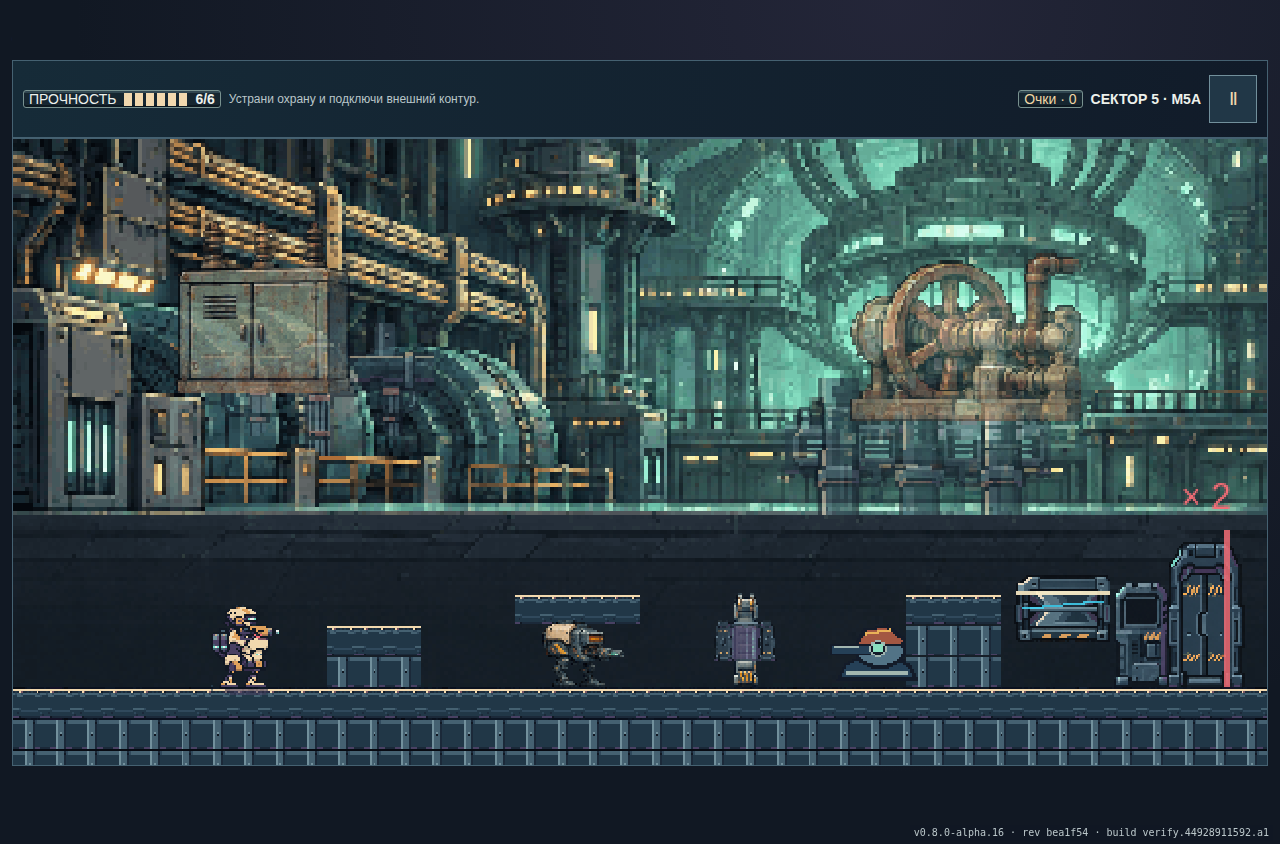 ПРОЧНОСТЬ 6/6 Устрани охрану и подключи внешний контур. Очки · 0 СЕКТОР 5 · М5А II
× 2
v0.8.0-alpha.16 · rev bea1f54 · build verify.44928911592.a1